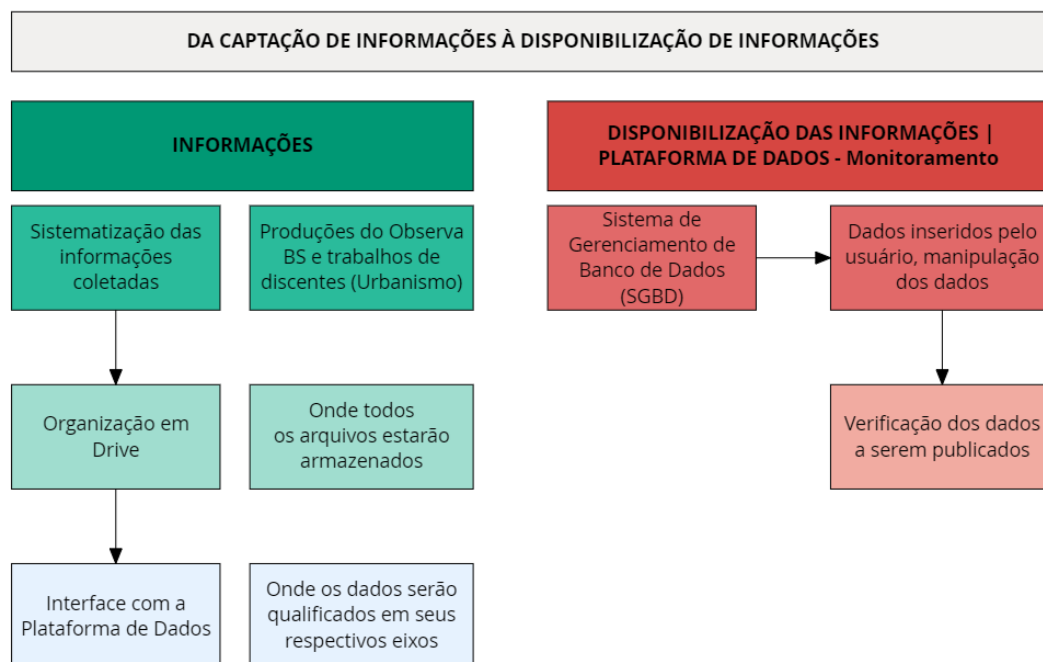 DA CAPTAÇÃO DE INFORMAÇÕES À DISPONIBILIZAÇÃO DE INFORMAÇÕES
INFORMAÇÕES
Sistematização das
informações
coletadas
Produções do Observa
BS e trabalhos de
discentes (Urbanismo)
Organização em
Drive
Onde todos
os arquivos estarão
armazenados
Interface com a
Plataforma de Dados
Onde os dados serão
qualificados em seus
respectivos eixos
DISPONIBILIZAÇÃO DAS INFORMAÇÕES |
PLATAFORMA DE DADOS - Monitoramento
Sistema de
Gerenciamento de
Banco de Dados
(SGBD)
Dados inseridos pelo
usuário, manipulação
dos dados
Verificação dos dados
a serem publicados